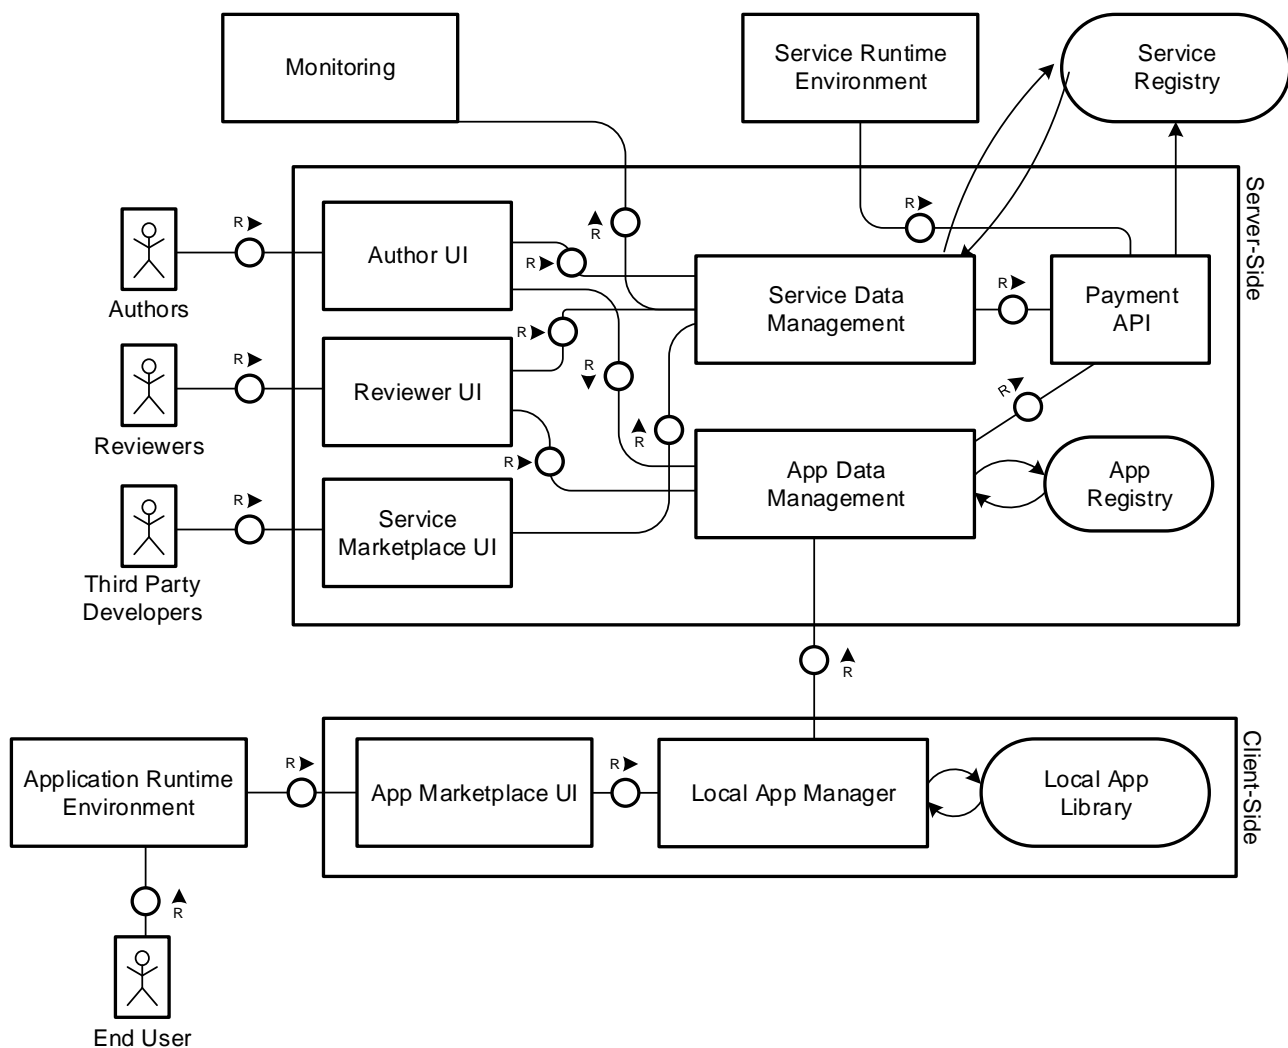 Monitoring
Service Runtime
Environment
Service
Registry
Server-Side
R
Authors
Author UI
R
R
Service Data
Management
R
R
Payment
API
R
Reviewers
Reviewer UI
R
R
R
R
R
App Data
Management
R
App
Registry
R
Third Party
Developers
Service
Marketplace UI
R
Client-Side
Application Runtime
Environment
R
App Marketplace UI
R
Local App Manager
Local App
Library
R
End User